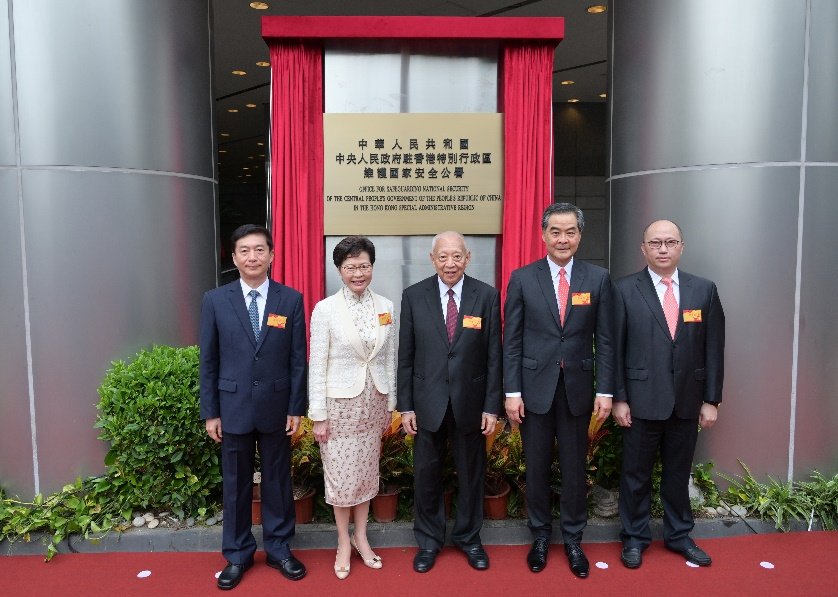 中華人民共和國
中央人民政府駐香港特別行政區
維護國家安全公署
OFFICE FOR SAFEGUARDING NATIONAL SECURITY
OF THE CENTRAL PEOPLE'S GOVERNMENT OF THE PEOPLE'S REPUBLIC OF CHINA
IN THE HONG KONG SPECIAL ADMINISTRATIVE REGION